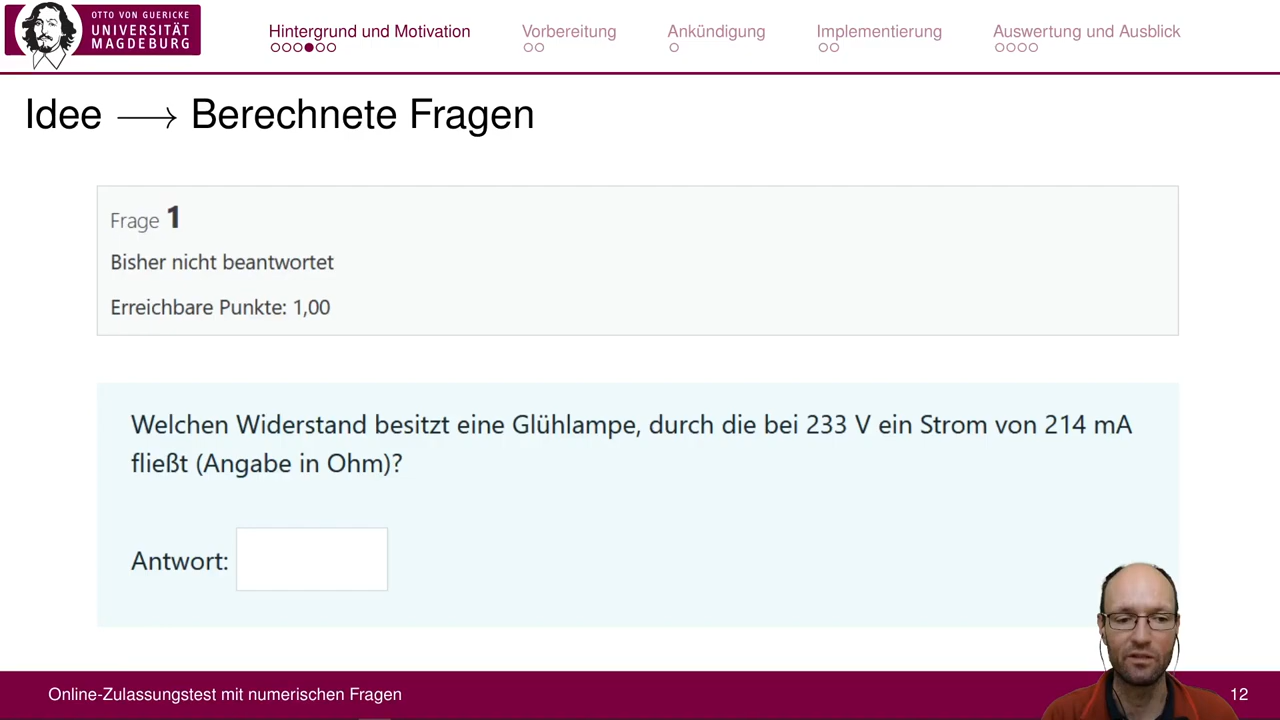 OTTO VON GUERICKE
UNIVERSITÄT
MAGDEBURG
Hintergrund und Motivation
Vorbereitung
Ankündigung
Implementierung
Auswertung und Ausblick
Idee ⟶ Berechnete Fragen
Frage 1
Bisher nicht beantwortet
Erreichbare Punkte: 1,00
Welchen Widerstand besitzt eine Glühlampe, durch die bei 233 V ein Strom von 214 mA
fließt (Angabe in Ohm)?
Antwort:
Online-Zulassungstest mit numerischen Fragen
12